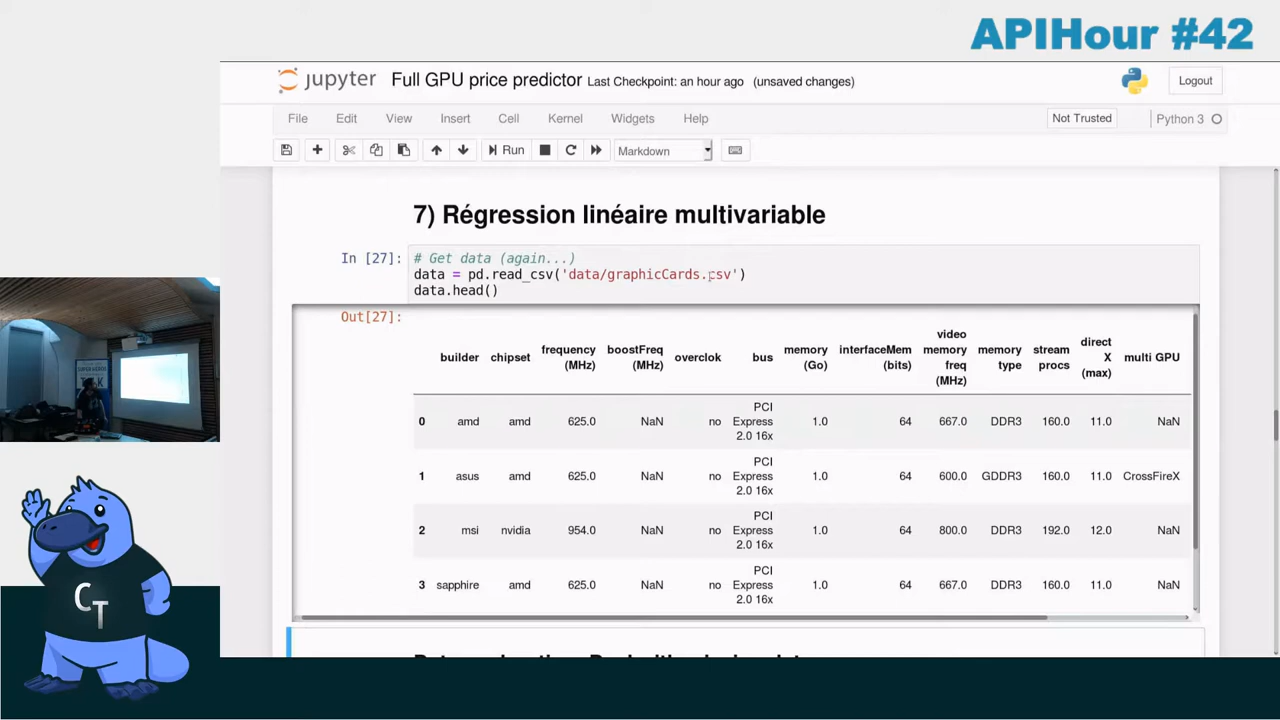 APIHour #42
jupyter Full GPU price predictor Last Checkpoint: an hour ago (unsaved changes) Logout
File Edit View Insert Cell Kernel Widgets Help Not Trusted Python 3
Run Markdown
7) Régression linéaire multivariable
In [27]: # Get data (again...)
data = pd.read_csv('data/graphicCards.csv')
data.head()
Out[27]:
builder chipset frequency (MHz) boostFreq (MHz) overclok bus memory (Go) interfaceMem (bits) video memory freq (MHz) memory type stream procs direct X (max) multi GPU
0 amd amd 625.0 NaN no PCI Express 2.0 16x 1.0 64 667.0 DDR3 160.0 11.0 NaN
1 asus amd 625.0 NaN no PCI Express 2.0 16x 1.0 64 600.0 GDDR3 160.0 11.0 CrossFireX
2 msi nvidia 954.0 NaN no PCI Express 2.0 16x 1.0 64 800.0 DDR3 192.0 12.0 NaN
3 sapphire amd 625.0 NaN no PCI Express 2.0 16x 1.0 64 667.0 DDR3 160.0 11.0 NaN
CT